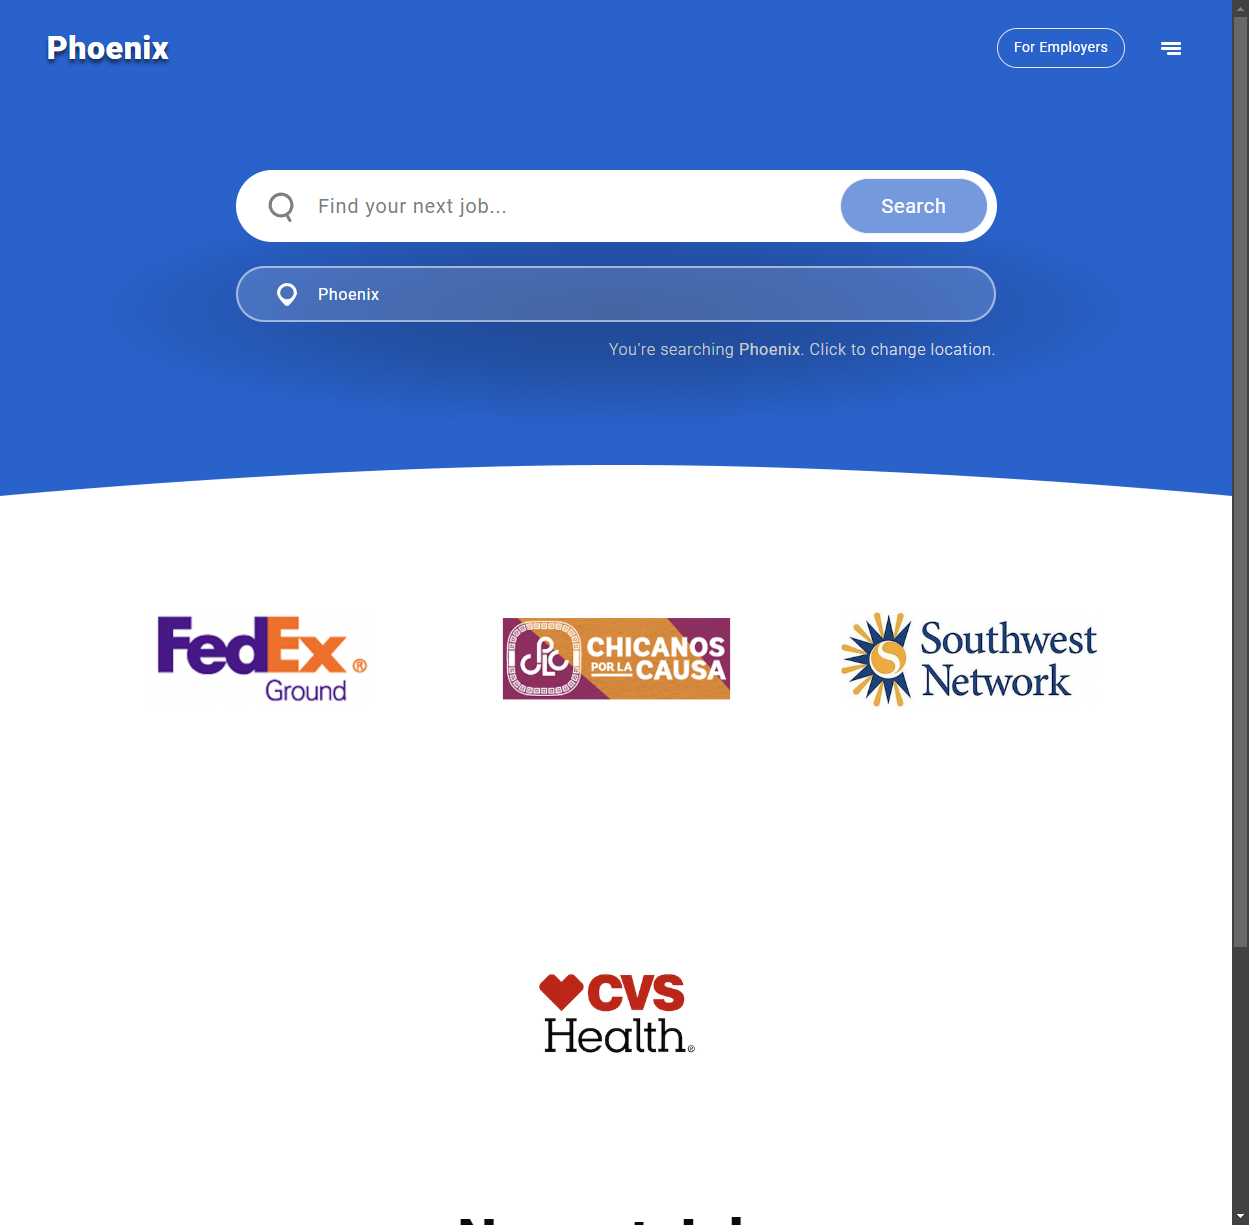 Phoenix
For Employers
Find your next job...
Search
Phoenix
You're searching Phoenix. Click to change location.
FedEx ®
Ground
CPLC
CHICANOS
POR LA CAUSA
Southwest
Network
CVS
Health®